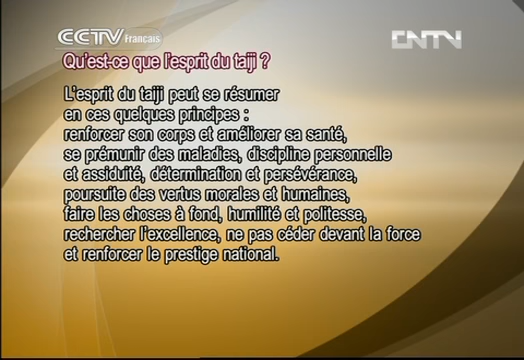 CCTV Français
CNTV
Qu'est-ce que l'esprit du taiji ?
L'esprit du taiji peut se résumer
en ces quelques principes :
renforcer son corps et améliorer sa santé,
se prémunir des maladies, discipline personnelle
et assiduité, détermination et persévérance,
poursuite des vertus morales et humaines,
faire les choses à fond, humilité et politesse,
rechercher l'excellence, ne pas céder devant la force
et renforcer le prestige national.